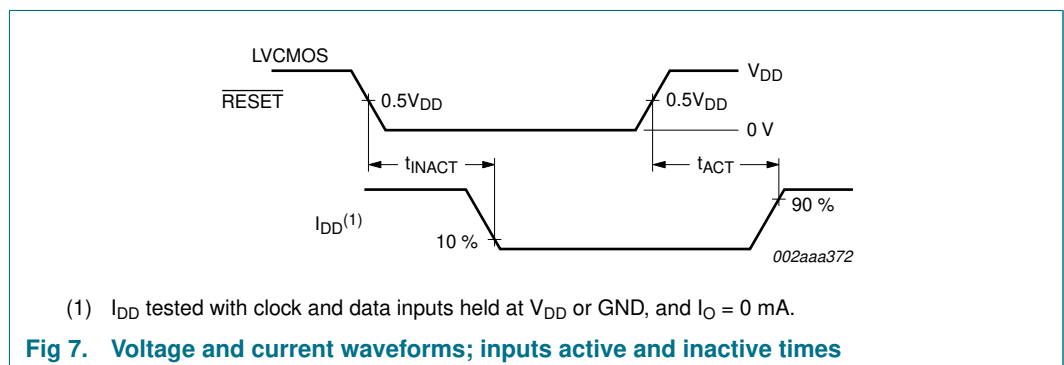 LVCMOS
RESET
0.5VDD
0.5VDD
VDD
0 V
tINACT
tACT
IDD(1)
10 %
90 %
002aaa372
(1) IDD tested with clock and data inputs held at VDD or GND, and IO = 0 mA.
Fig 7. Voltage and current waveforms; inputs active and inactive times